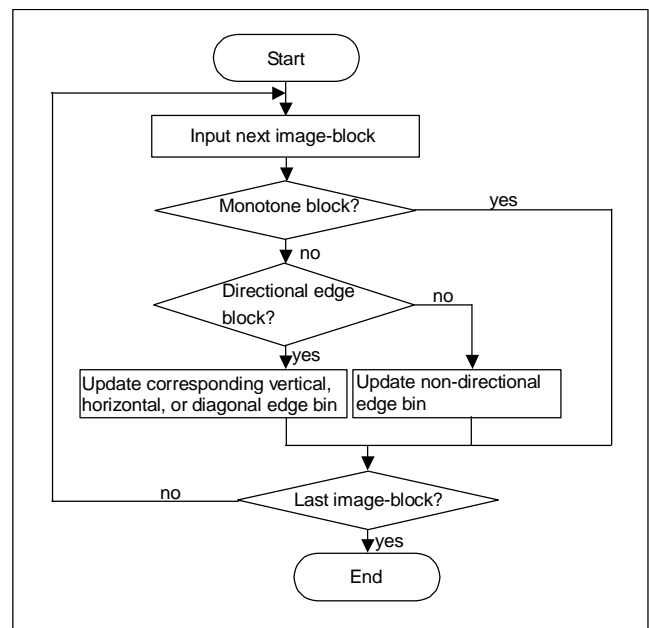 Start
Input next image-block
Monotone block?
yes
no
Directional edge
block?
no
yes
Update corresponding vertical,
horizontal, or diagonal edge bin
Update non-directional
edge bin
no
Last image-block?
yes
End